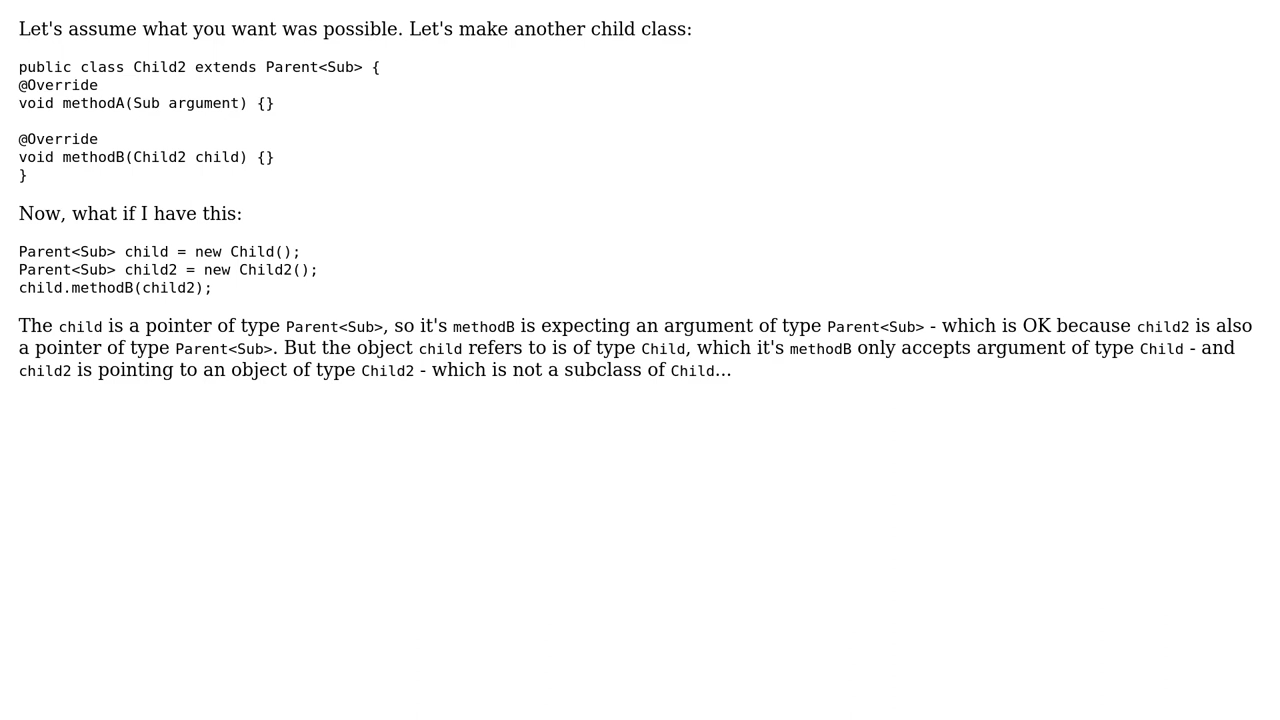 Let's assume what you want was possible. Let's make another child class:
public class Child2 extends Parent<Sub> {
@Override
void methodA(Sub argument) {}
@Override
void methodB(Child2 child) {}
}
Now, what if I have this:
Parent<Sub> child = new Child();
Parent<Sub> child2 = new Child2();
child.methodB(child2);
The child is a pointer of type Parent<Sub>, so it's methodB is expecting an argument of type Parent<Sub> - which is OK because child2 is also
a pointer of type Parent<Sub>. But the object child refers to is of type Child, which it's methodB only accepts argument of type Child - and
child2 is pointing to an object of type Child2 - which is not a subclass of Child...